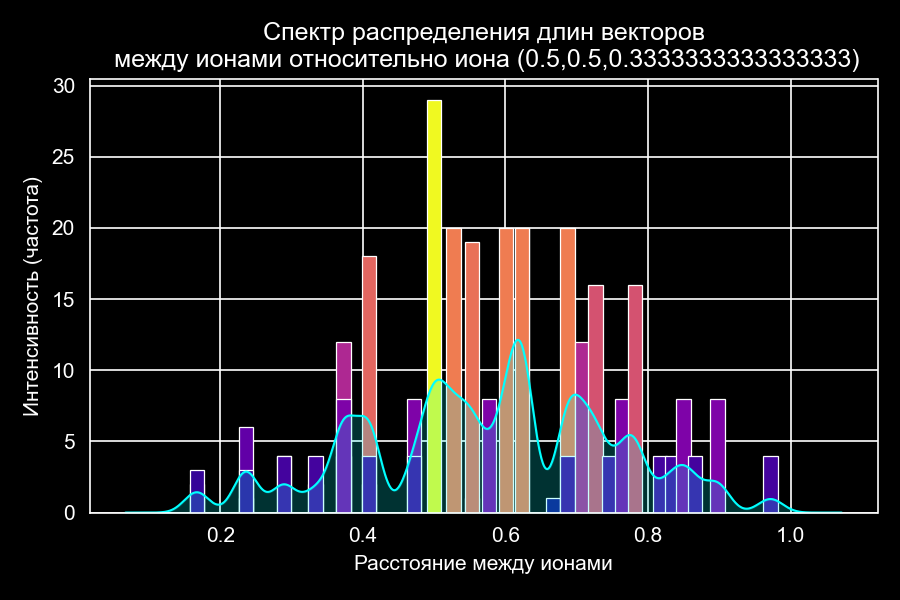 Спектр распределения длин векторов
между ионами относительно иона (0.5,0.5,0.3333333333333333)
30
25
20
15
10
5
0
Интенсивность (частота)
0.2 0.4 0.6 0.8 1.0
Расстояние между ионами